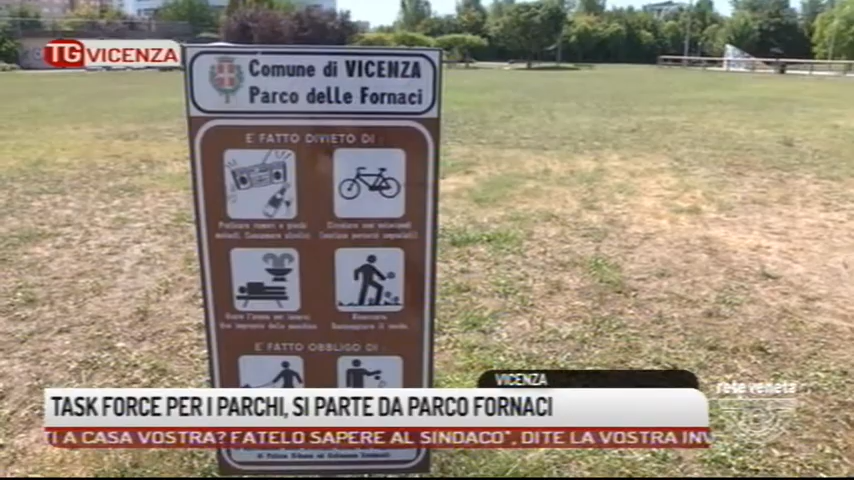 TG VICENZA
Comune di VICENZA
Parco delle Fornaci
E FATTO DIVIETO DI :
E FATTO OBBLIGO DI :
VICENZA
rete veneta
TASK FORCE PER I PARCHI, SI PARTE DA PARCO FORNACI
TI A CASA VOSTRA? FATELO SAPERE AL SINDACO", DITE LA VOSTRA INV